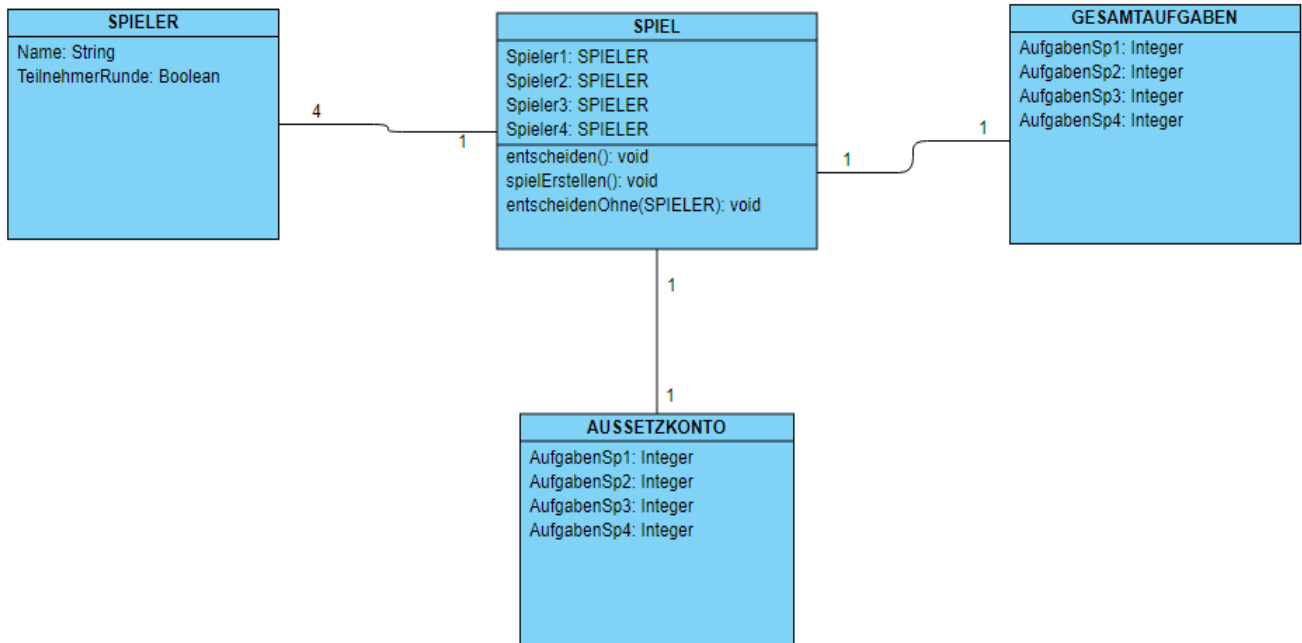 SPIELER
Name: String
TeilnehmerRunde: Boolean
4
1
SPIEL
Spieler1: SPIELER
Spieler2: SPIELER
Spieler3: SPIELER
Spieler4: SPIELER
entscheiden(): void
spielErstellen(): void
entscheidenOhne(SPIELER): void
1
1
GESAMTAUFGABEN
AufgabenSp1: Integer
AufgabenSp2: Integer
AufgabenSp3: Integer
AufgabenSp4: Integer
1
1
AUSSETZKONTO
AufgabenSp1: Integer
AufgabenSp2: Integer
AufgabenSp3: Integer
AufgabenSp4: Integer